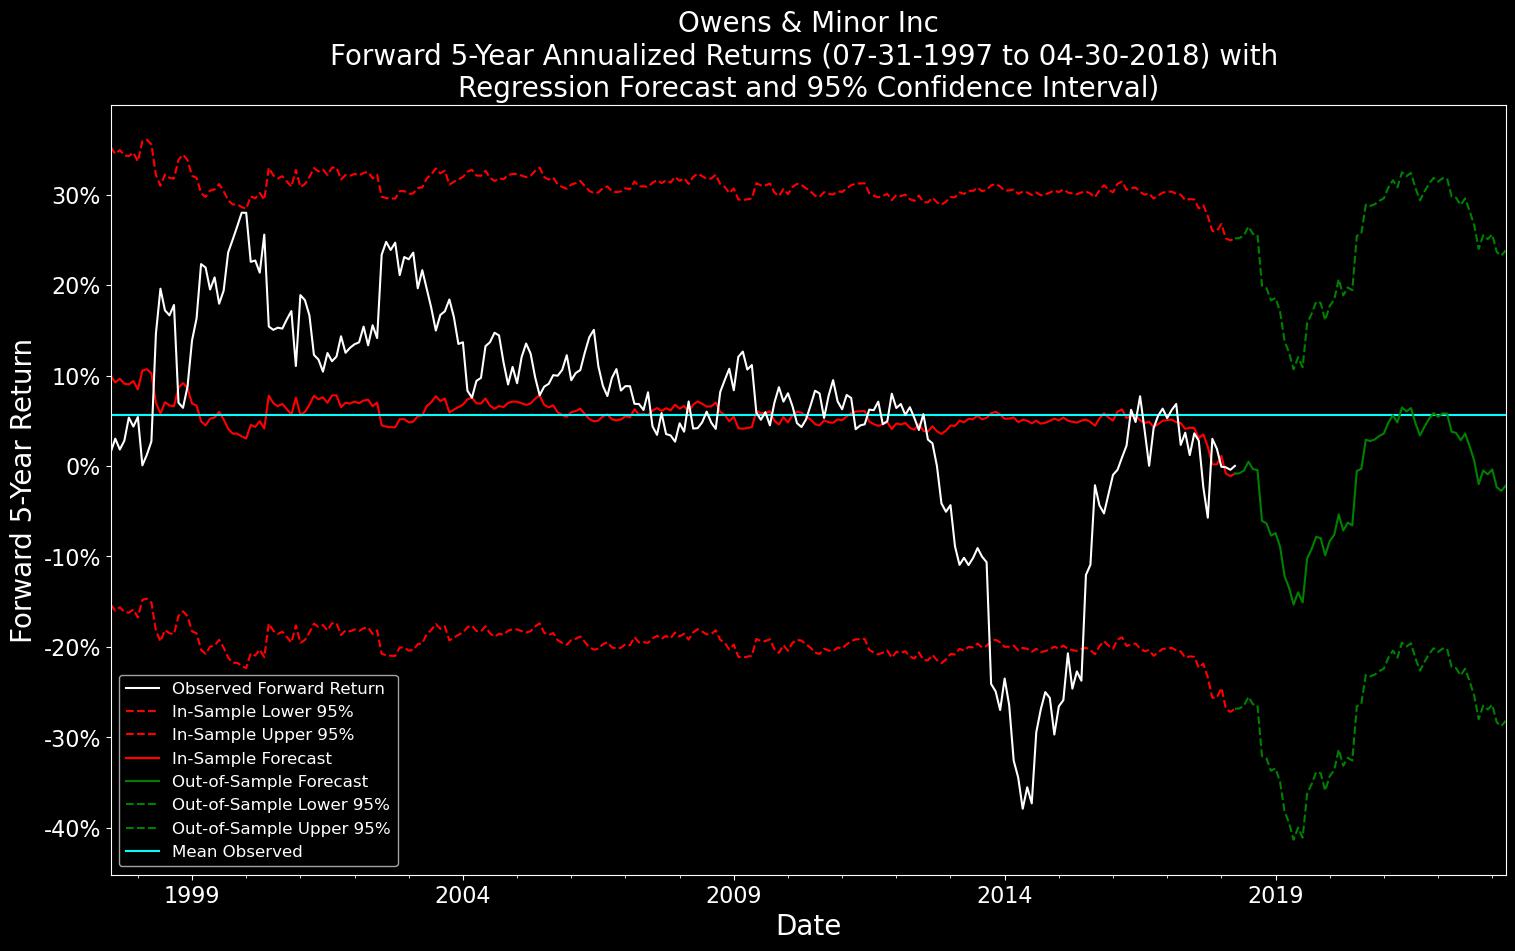 Owens & Minor Inc
Forward 5-Year Annualized Returns (07-31-1997 to 04-30-2018) with
Regression Forecast and 95% Confidence Interval)
Forward 5-Year Return
30%
20%
10%
0%
-10%
-20%
-30%
-40%
Observed Forward Return
In-Sample Lower 95%
In-Sample Upper 95%
In-Sample Forecast
Out-of-Sample Forecast
Out-of-Sample Lower 95%
Out-of-Sample Upper 95%
Mean Observed
1999 2004 2009 2014 2019
Date